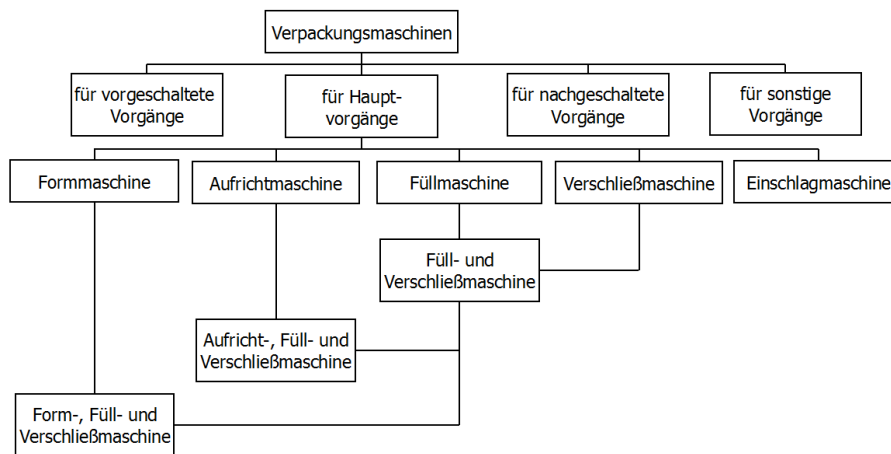 Verpackungsmaschinen
für vorgeschaltete
Vorgänge
für Haupt-
vorgänge
für nachgeschaltete
Vorgänge
für sonstige
Vorgänge
Formmaschine
Aufrichtmaschine
Füllmaschine
Verschließmaschine
Einschlagmaschine
Füll- und
Verschließmaschine
Aufricht-, Füll- und
Verschließmaschine
Form-, Füll- und
Verschließmaschine